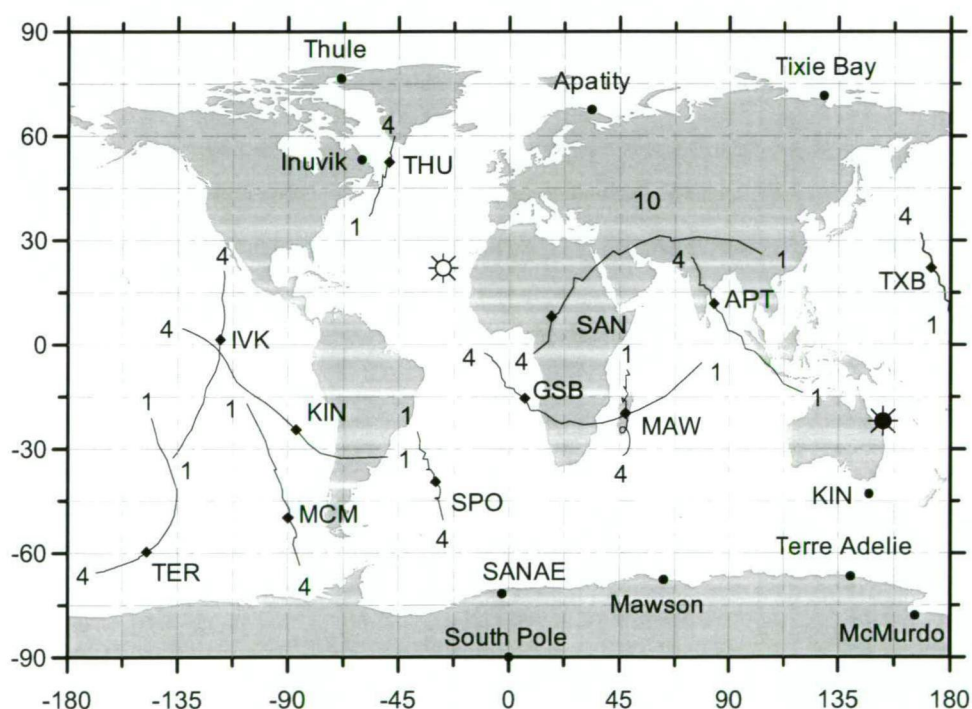 90
Thule
Tixie Bay
Apatity
60
4
Inuvik
THU
10
30
1
4
4
4
1
APT
TXB
IVK
SAN
1
0
4
4
1
4
GSB
1
1
1
1
KIN
1
MAW
-30
1
1
4
KIN
SPO
MCM
4
-60
TER
4
4
SANAE
Terre Adelie
Mawson
McMurdo
South Pole
-90
-180
-135
-90
-45
0
45
90
135
180